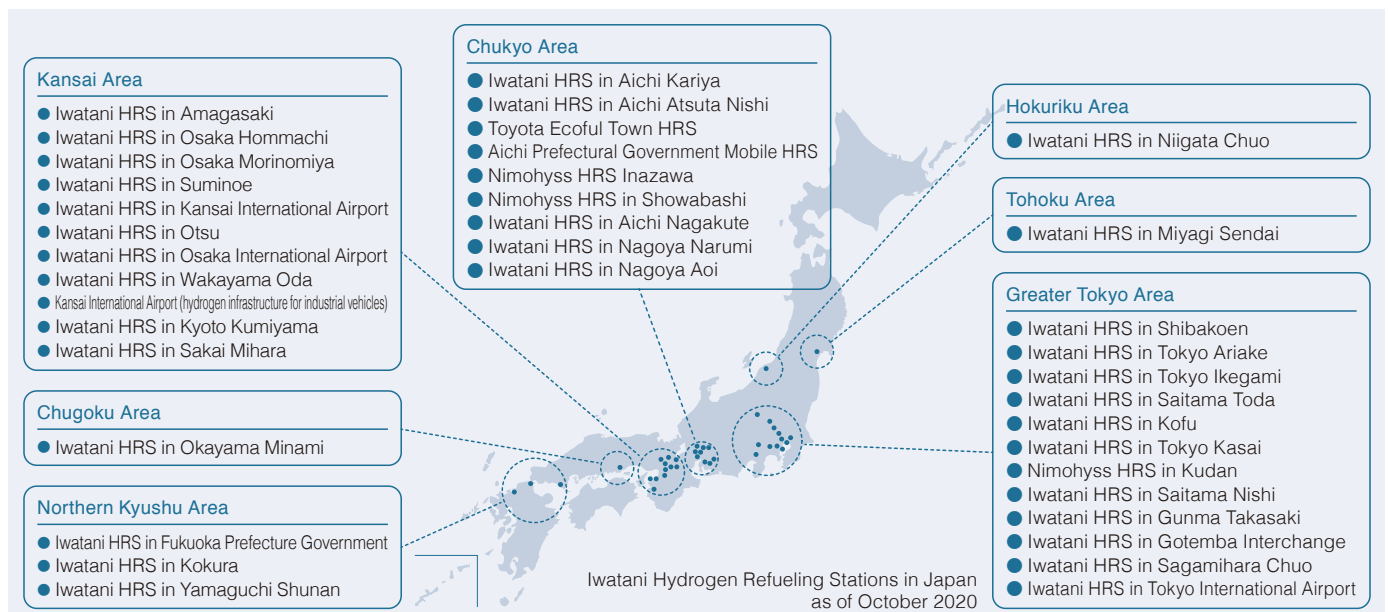 Kansai Area
Iwatani HRS in Amagasaki
Iwatani HRS in Osaka Hommachi
Iwatani HRS in Osaka Morinomiya
Iwatani HRS in Suminoe
Iwatani HRS in Kansai International Airport
Iwatani HRS in Otsu
Iwatani HRS in Osaka International Airport
Iwatani HRS in Wakayama Oda
Kansai International Airport (hydrogen infrastructure for industrial vehicles)
Iwatani HRS in Kyoto Kumiyama
Iwatani HRS in Sakai Mihara
Chugoku Area
Iwatani HRS in Okayama Minami
Northern Kyushu Area
Iwatani HRS in Fukuoka Prefecture Government
Iwatani HRS in Kokura
Iwatani HRS in Yamaguchi Shunan
Chukyo Area
Iwatani HRS in Aichi Kariya
Iwatani HRS in Aichi Atsuta Nishi
Toyota Ecoful Town HRS
Aichi Prefectural Government Mobile HRS
Nimohyss HRS Inazawa
Nimohyss HRS in Showabashi
Iwatani HRS in Aichi Nagakute
Iwatani HRS in Nagoya Narumi
Iwatani HRS in Nagoya Aoi
Hokuriku Area
Iwatani HRS in Niigata Chuo
Tohoku Area
Iwatani HRS in Miyagi Sendai
Greater Tokyo Area
Iwatani HRS in Shibakoen
Iwatani HRS in Tokyo Ariake
Iwatani HRS in Tokyo Ikegami
Iwatani HRS in Saitama Toda
Iwatani HRS in Kofu
Iwatani HRS in Tokyo Kasai
Nimohyss HRS in Kudan
Iwatani HRS in Saitama Nishi
Iwatani HRS in Gunma Takasaki
Iwatani HRS in Gotemba Interchange
Iwatani HRS in Sagamihara Chuo
Iwatani HRS in Tokyo International Airport
Iwatani Hydrogen Refueling Stations in Japan
as of October 2020